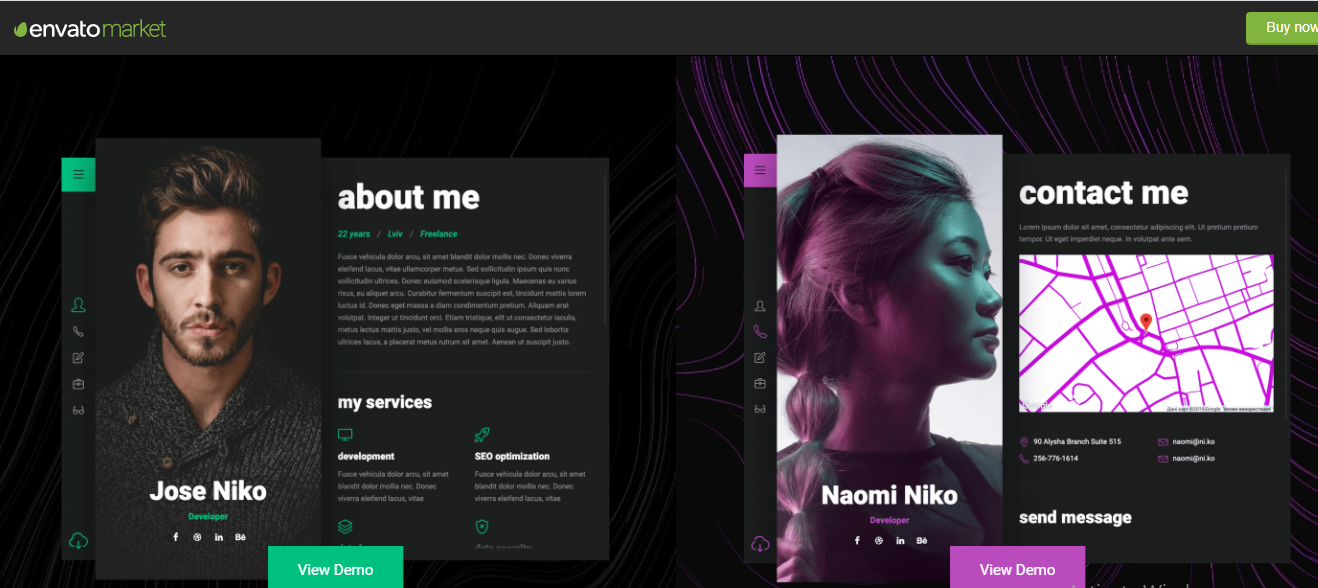 envatomarket
Buy now
about me
22 years / Lviv / Freelance
Fusce vehicula dolor arcu, sit amet blandit dolor mollis nec. Donec viverra
eleifend lacus, vitae ullamcorper metus. Sed sollicitudin ipsum quis nunc
sollicitudin ultrices. Donec euismod scelerisque ligula. Maecenas eu varius
risus, eu aliquet arcu. Curabitur fermentum suscipit est, tincidunt mattis lorem
luctus id. Donec eget massa a diam condimentum pretium. Aliquam erat
volutpat. Integer ut tincidunt orci. Etiam tristique, elit ut consectetur iaculis,
metus lectus mattis justo, vel mollis eros neque quis augue. Sed lobortis
ultrices lacus, a placerat metus rutrum sit amet. Aenean ut suscipit justo.
my services
development
Fusce vehicula dolor arcu, sit amet
blandit dolor mollis nec. Donec
viverra eleifend lacus, vitae
SEO optimization
Fusce vehicula dolor arcu, sit amet
blandit dolor mollis nec. Donec
viverra eleifend lacus, vitae
data security
Jose Niko
Developer
f
in
Bē
View Demo
contact me
Lorem ipsum dolor sit amet, consectetur adipiscing elit. Ut pretium pretium
tempor. Ut eget imperdiet neque. In volutpat ante sem.
Google
Дані карт ©2019 Google Умови використання
90 Alysha Branch Suite 515
naomi@ni.ko
256-776-1614
naomi@ni.ko
send message
Naomi Niko
Developer
f
in
Bē
View Demo